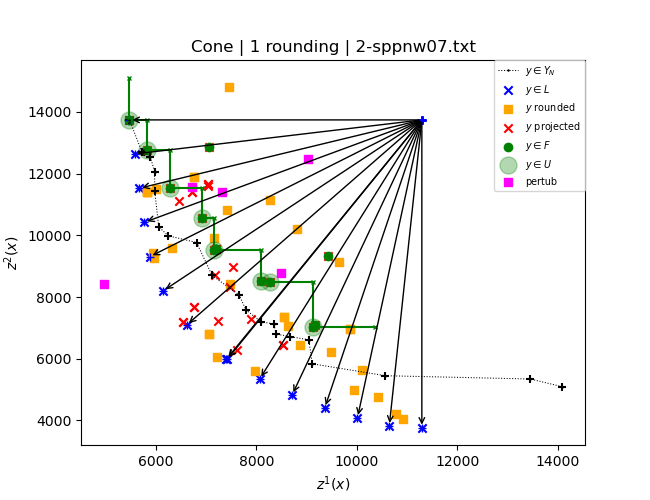 Cone | 1 rounding | 2-sppnw07.txt
y ∈ Y_N
y ∈ L
y rounded
y projected
y ∈ F
y ∈ U
pertub
14000
12000
10000
8000
6000
4000
z²(x)
6000 8000 10000 12000 14000
z¹(x)